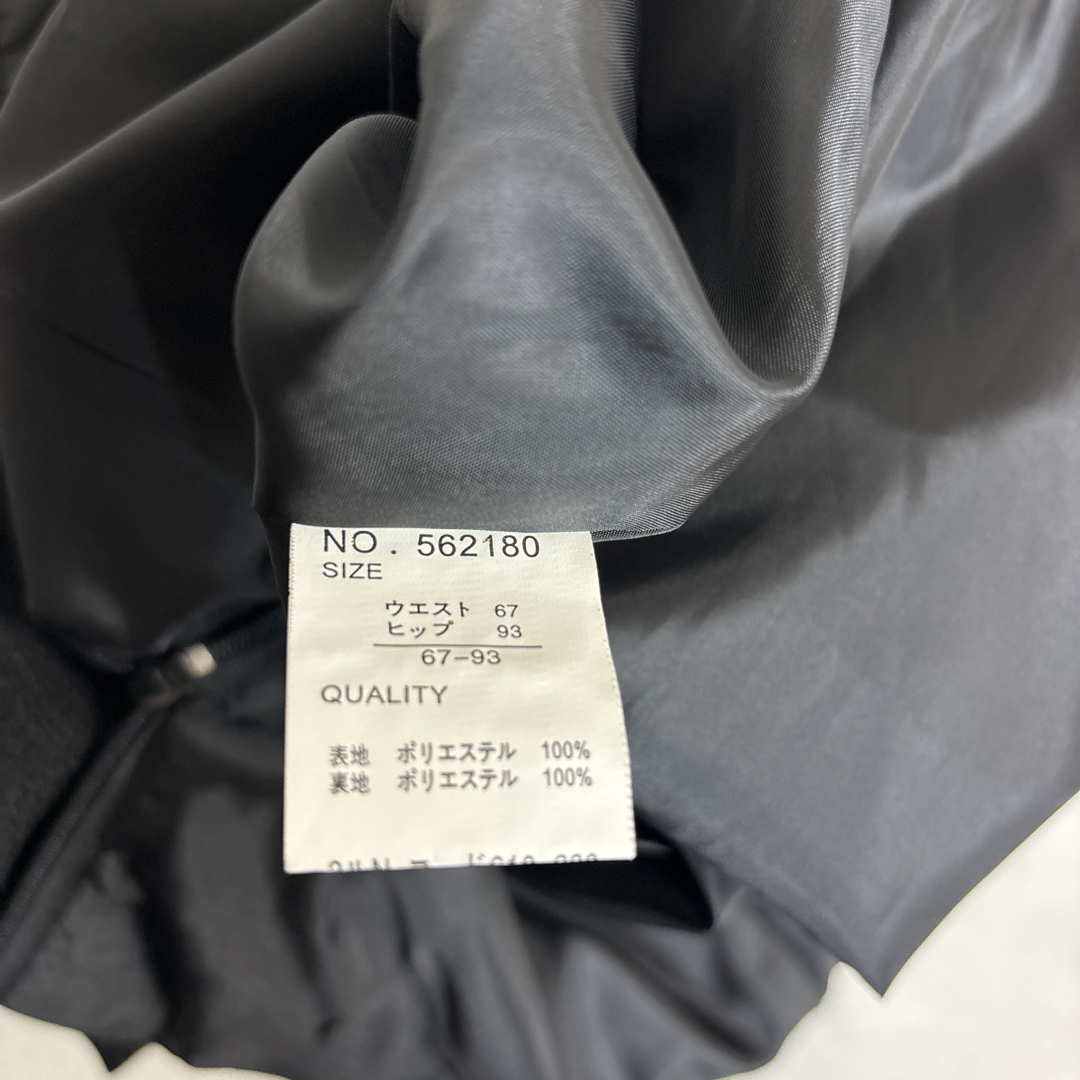 NO. 562180
SIZE
ウエスト 67
ヒップ 93
67-93
QUALITY
表地 ポリエステル 100%
裏地 ポリエステル 100%